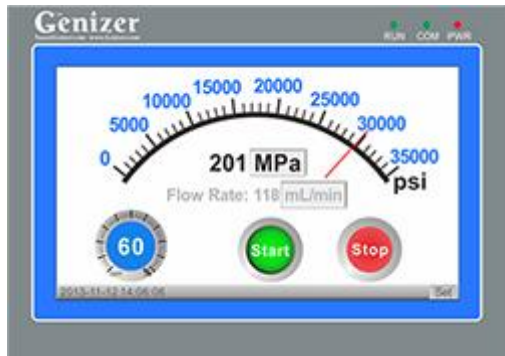 Genizer
RUN COM PWR
0 5000 10000 15000 20000 25000 30000 35000
psi
201 MPa
Flow Rate: 118 mL/min
60
Start
Stop
2013-11-12 14:06:06
Set